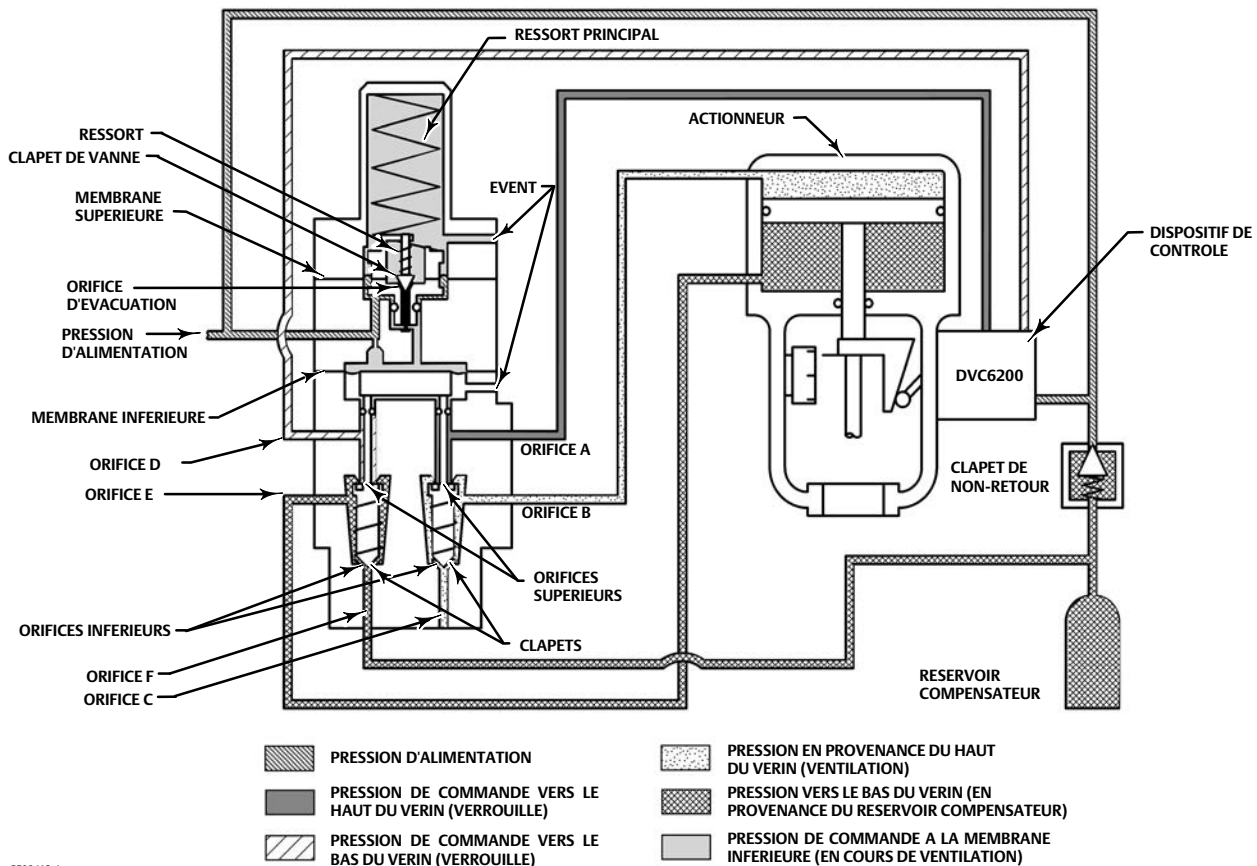 RESSORT PRINCIPAL
ACTIONNEUR
RESSORT
CLAPET DE VANNE
MEMBRANE
SUPERIEURE
EVENT
DISPOSITIF DE
CONTROLE
ORIFICE
D'EVACUATION
PRESSION
D'ALIMENTATION
DVC6200
MEMBRANE INFERIEURE
ORIFICE A
ORIFICE D
CLAPET DE
NON-RETOUR
ORIFICE E
ORIFICE B
ORIFICES
SUPERIEURS
ORIFICES INFERIEURS
CLAPETS
ORIFICE F
ORIFICE C
RESERVOIR
COMPENSATEUR
PRESSION D'ALIMENTATION
PRESSION DE COMMANDE VERS LE
HAUT DU VERIN (VERROUILLE)
PRESSION DE COMMANDE VERS LE
BAS DU VERIN (VERROUILLE)
PRESSION EN PROVENANCE DU HAUT
DU VERIN (VENTILATION)
PRESSION VERS LE BAS DU VERIN (EN
PROVENANCE DU RESERVOIR COMPENSATEUR)
PRESSION DE COMMANDE A LA MEMBRANE
INFERIEURE (EN COURS DE VENTILATION)